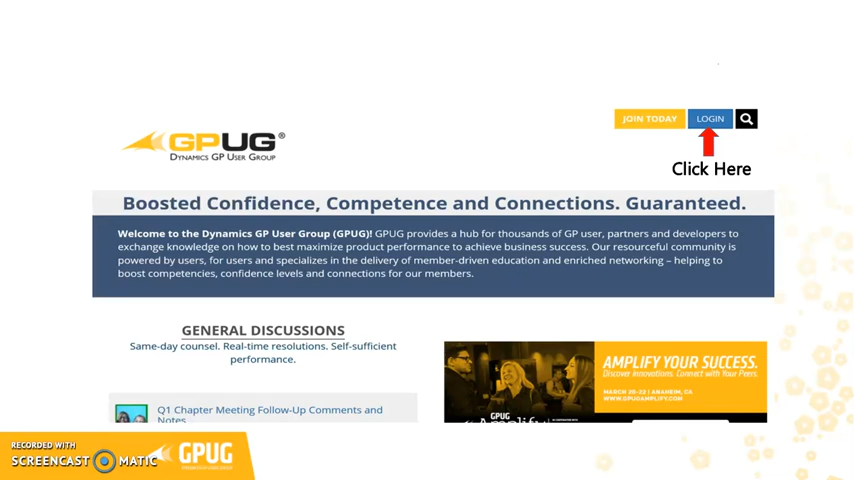 JOIN TODAY LOGIN
GPUG®
DYNAMICS GP USER GROUP
Click Here
Boosted Confidence, Competence and Connections. Guaranteed.
Welcome to the Dynamics GP User Group (GPUG)! GPUG provides a hub for thousands of GP user, partners and developers to
exchange knowledge on how to best maximize product performance to achieve business success. Our resourceful community is
powered by users, for users and specializes in the delivery of member-driven education and enriched networking – helping to
boost competencies, confidence levels and connections for our members.
GENERAL DISCUSSIONS
Same-day counsel. Real-time resolutions. Self-sufficient
performance.
Q1 Chapter Meeting Follow-Up Comments and
Notes
AMPLIFY YOUR SUCCESS.
Discover Innovations. Connect with Your Peers.
MARCH 20-22 | ANAHEIM, CA
WWW.GPUGAMPLIFY.COM
GPUG
Amplify
RECORDED WITH
SCREENCAST MATIC
GPUG